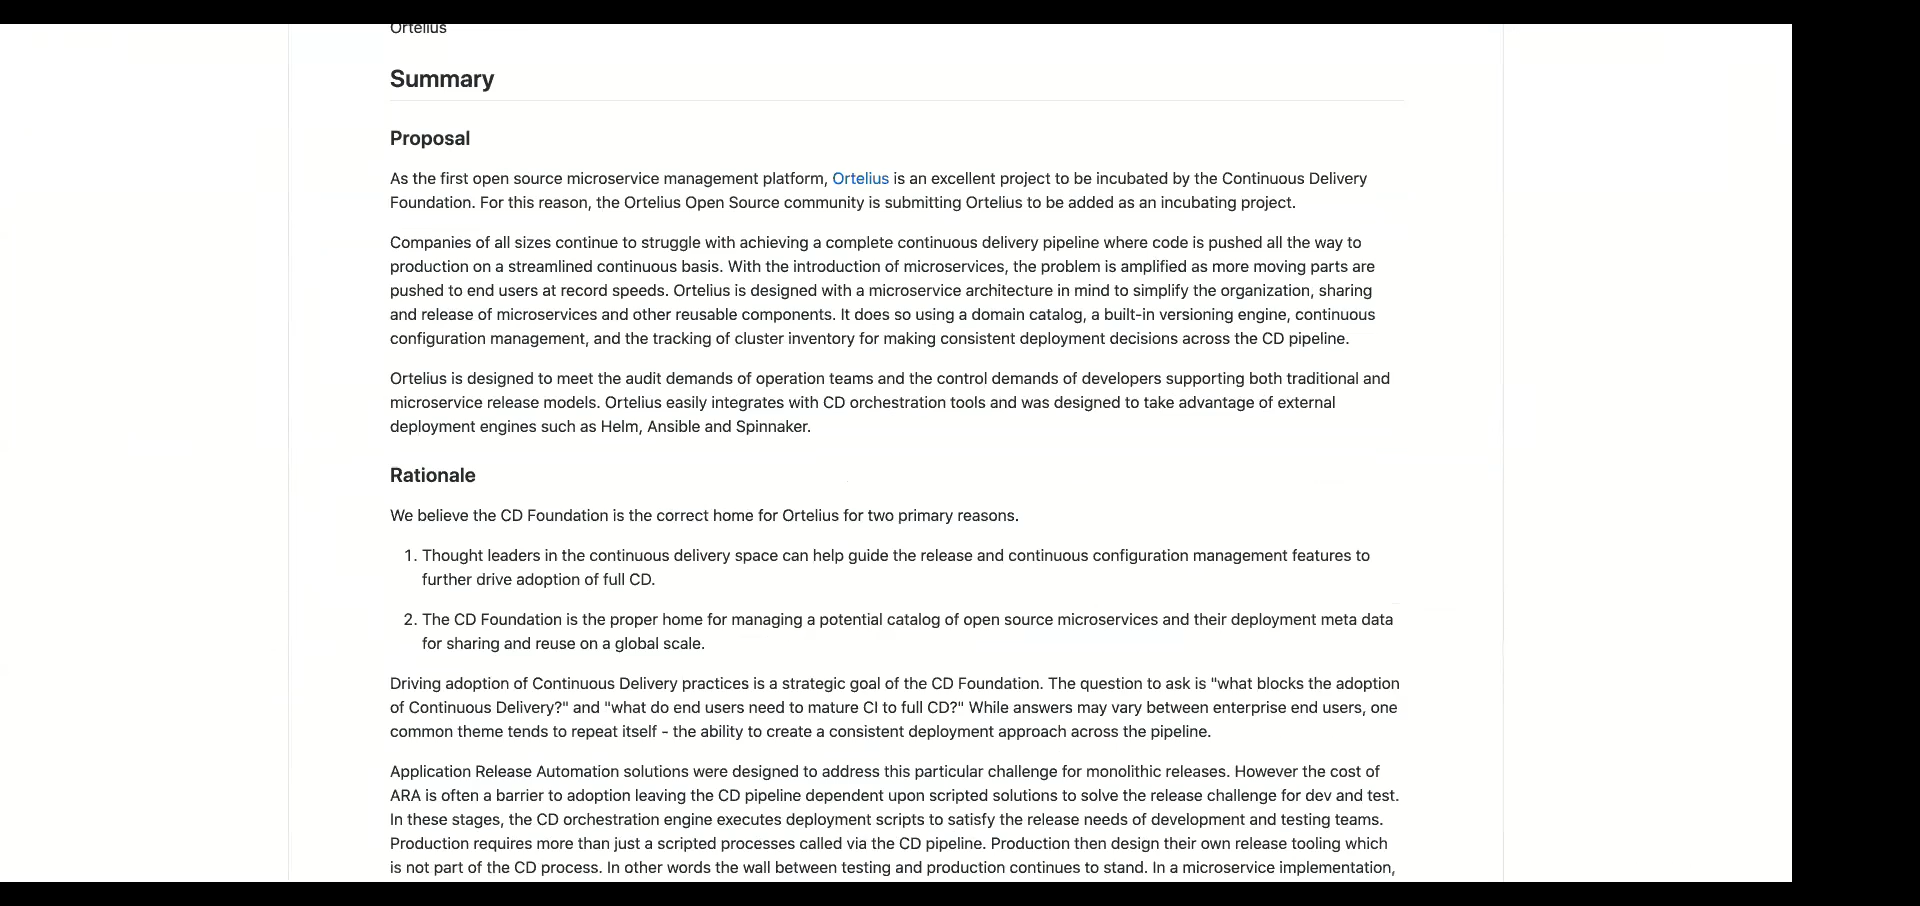 Ortelius
Summary
Proposal
As the first open source microservice management platform, Ortelius is an excellent project to be incubated by the Continuous Delivery
Foundation. For this reason, the Ortelius Open Source community is submitting Ortelius to be added as an incubating project.
Companies of all sizes continue to struggle with achieving a complete continuous delivery pipeline where code is pushed all the way to
production on a streamlined continuous basis. With the introduction of microservices, the problem is amplified as more moving parts are
pushed to end users at record speeds. Ortelius is designed with a microservice architecture in mind to simplify the organization, sharing
and release of microservices and other reusable components. It does so using a domain catalog, a built-in versioning engine, continuous
configuration management, and the tracking of cluster inventory for making consistent deployment decisions across the CD pipeline.
Ortelius is designed to meet the audit demands of operation teams and the control demands of developers supporting both traditional and
microservice release models. Ortelius easily integrates with CD orchestration tools and was designed to take advantage of external
deployment engines such as Helm, Ansible and Spinnaker.
Rationale
We believe the CD Foundation is the correct home for Ortelius for two primary reasons.
1. Thought leaders in the continuous delivery space can help guide the release and continuous configuration management features to
further drive adoption of full CD.
2. The CD Foundation is the proper home for managing a potential catalog of open source microservices and their deployment meta data
for sharing and reuse on a global scale.
Driving adoption of Continuous Delivery practices is a strategic goal of the CD Foundation. The question to ask is "what blocks the adoption
of Continuous Delivery?" and "what do end users need to mature CI to full CD?" While answers may vary between enterprise end users, one
common theme tends to repeat itself - the ability to create a consistent deployment approach across the pipeline.
Application Release Automation solutions were designed to address this particular challenge for monolithic releases. However the cost of
ARA is often a barrier to adoption leaving the CD pipeline dependent upon scripted solutions to solve the release challenge for dev and test.
In these stages, the CD orchestration engine executes deployment scripts to satisfy the release needs of development and testing teams.
Production requires more than just a scripted processes called via the CD pipeline. Production then design their own release tooling which
is not part of the CD process. In other words the wall between testing and production continues to stand. In a microservice implementation,